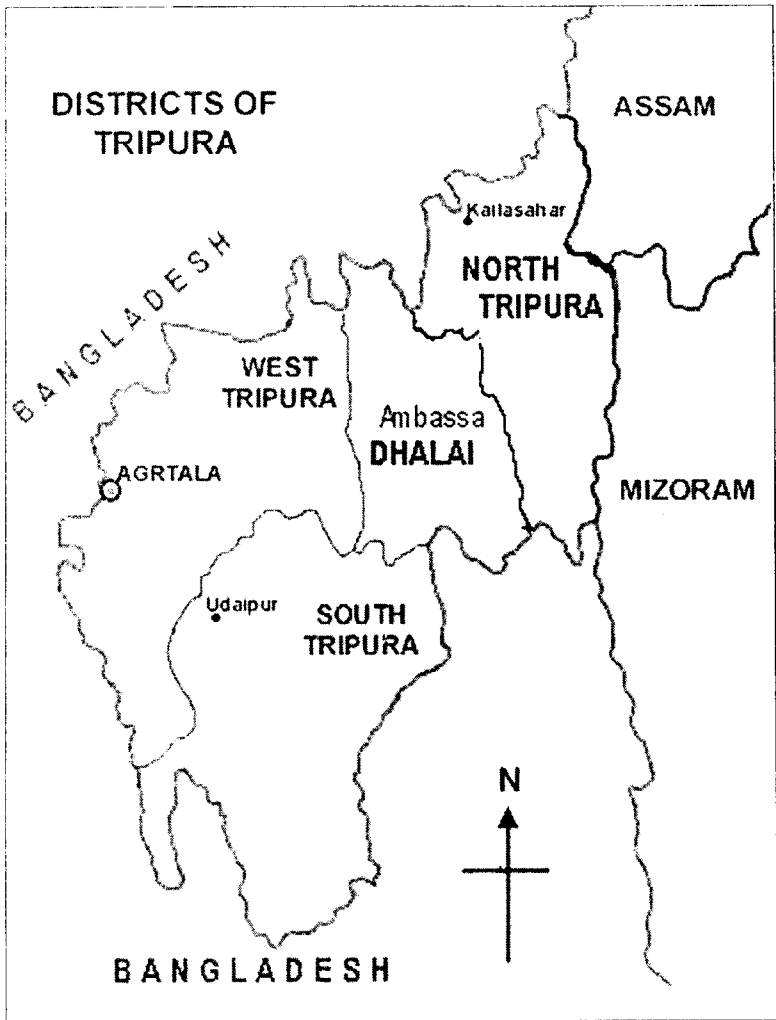 DISTRICTS OF
TRIPURA
ASSAM
Kailasahar
BANGLADESH
NORTH
TRIPURA
WEST
TRIPURA
Ambassa
DHALAI
AGRTALA
MIZORAM
Udaipur
SOUTH
TRIPURA
N
BANGLADESH